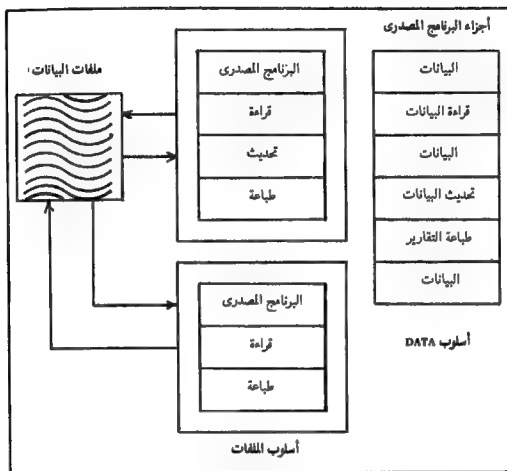 أجزاء البرنامج المصدرى
البيانات
قراءة البيانات
البيانات
تحديث البيانات
طباعة التقارير
البيانات
أسلوب DATA
البرنامج المصدرى
قراءة
تحديث
طباعة
ملفات البيانات
البرنامج المصدرى
قراءة
طباعة
أسلوب الملفات